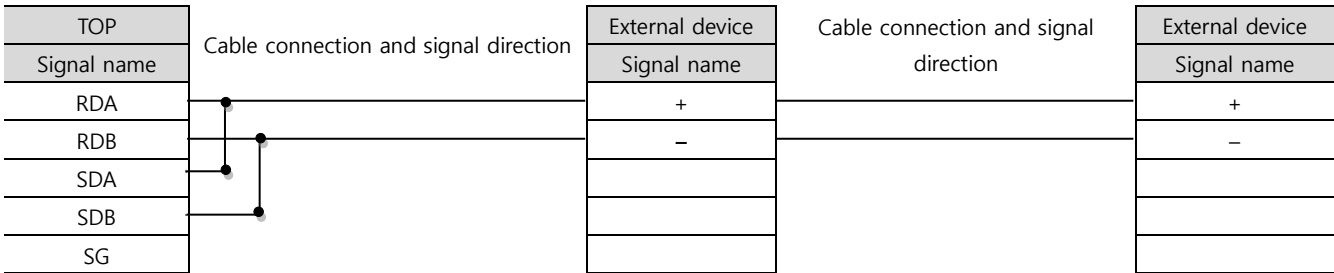 TOP
Cable connection and signal direction
External device
Cable connection and signal
direction
External device
Signal name
Signal name
Signal name
RDA
+
+
RDB
–
–
SDA
SDB
SG